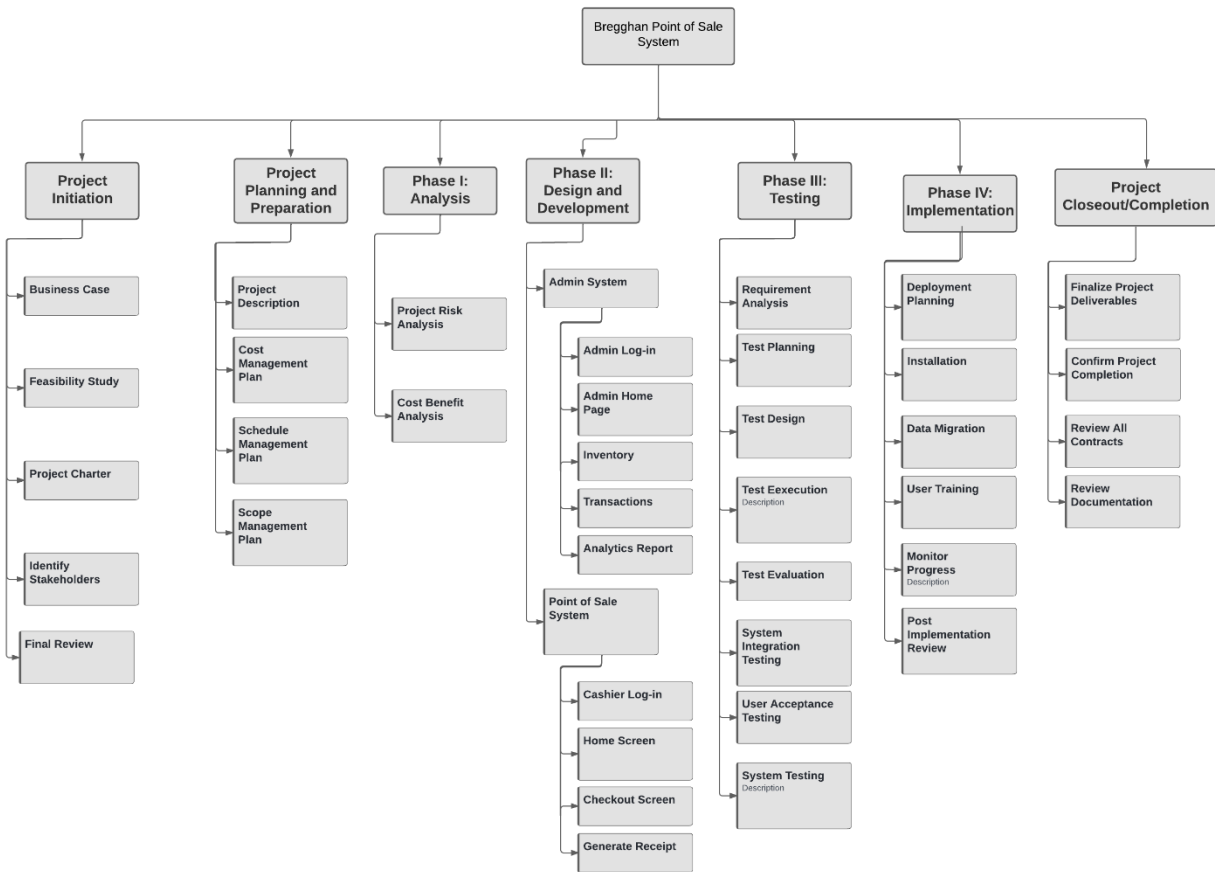 Bregghan Point of Sale
System
Project
Initiation
Business Case
Feasibility Study
Project Charter
Identify
Stakeholders
Final Review
Project
Planning and
Preparation
Project
Description
Cost
Management
Plan
Schedule
Management
Plan
Scope
Management
Plan
Phase I:
Analysis
Project Risk
Analysis
Cost Benefit
Analysis
Phase II:
Design and
Development
Admin System
Admin Log-in
Admin Home
Page
Inventory
Transactions
Analytics Report
Point of Sale
System
Cashier Log-in
Home Screen
Checkout Screen
Generate Receipt
Phase III:
Testing
Requirement
Analysis
Test Planning
Test Design
Test Eexecution
Description
Test Evaluation
System
Integration
Testing
User Acceptance
Testing
System Testing
Description
Phase IV:
Implementation
Deployment
Planning
Installation
Data Migration
User Training
Monitor
Progress
Description
Post
Implementation
Review
Project
Closeout/Completion
Finalize Project
Deliverables
Confirm Project
Completion
Review All
Contracts
Review
Documentation